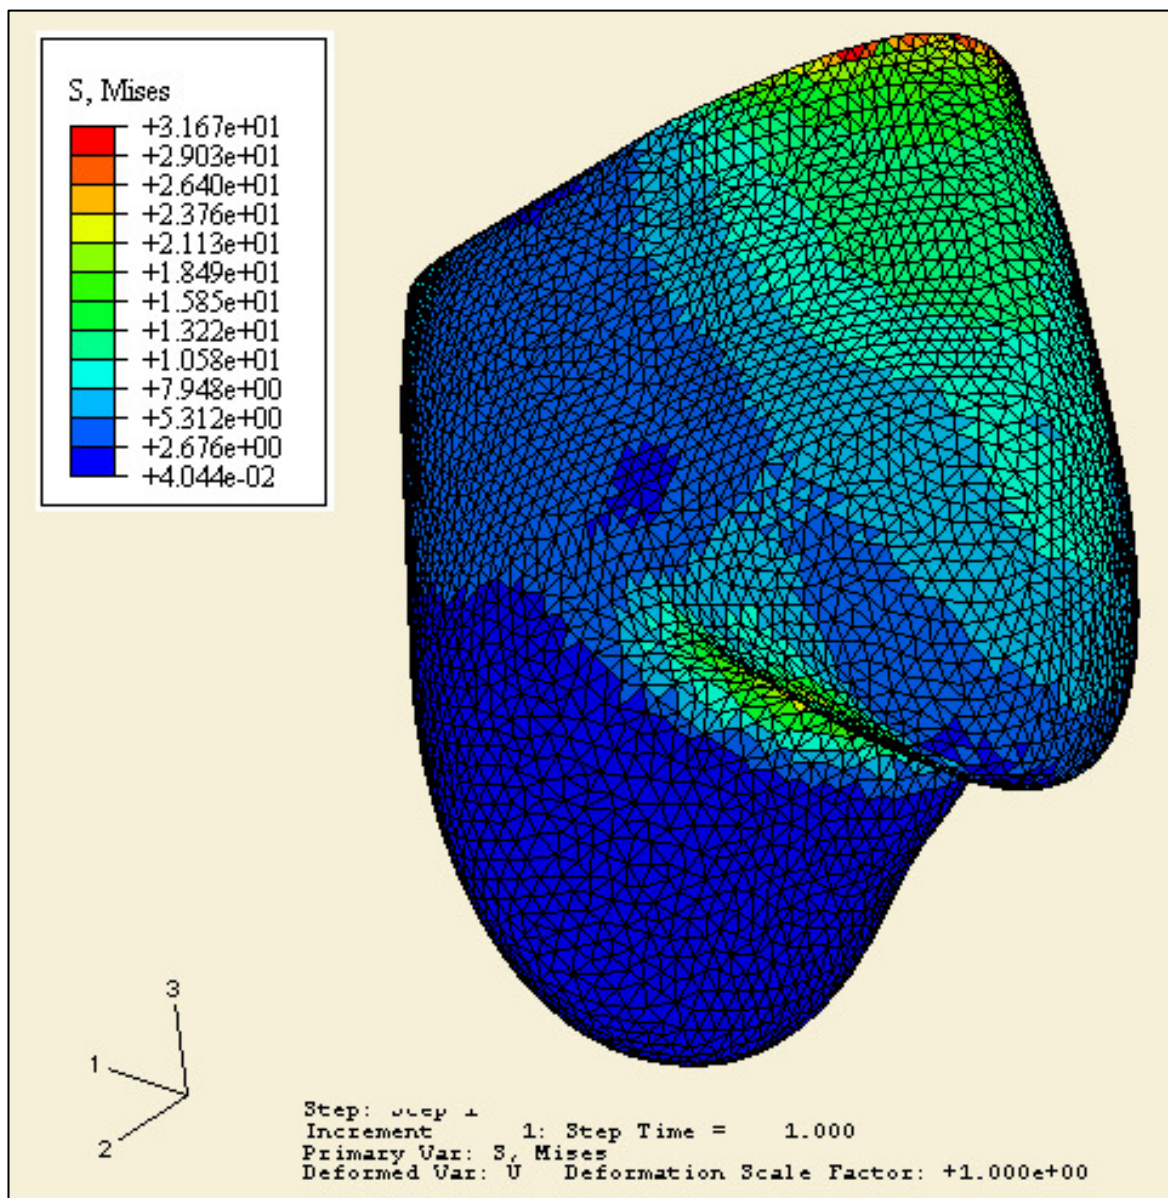 S, Mises
+3.167e+01
+2.903e+01
+2.640e+01
+2.376e+01
+2.113e+01
+1.849e+01
+1.585e+01
+1.322e+01
+1.058e+01
+7.948e+00
+5.312e+00
+2.676e+00
+4.044e-02
3
1
2
Step:
Increment 1: Step Time = 1.000
Primary Var: S, Mises
Deformed Var: U Deformation Scale Factor: +1.000e+00